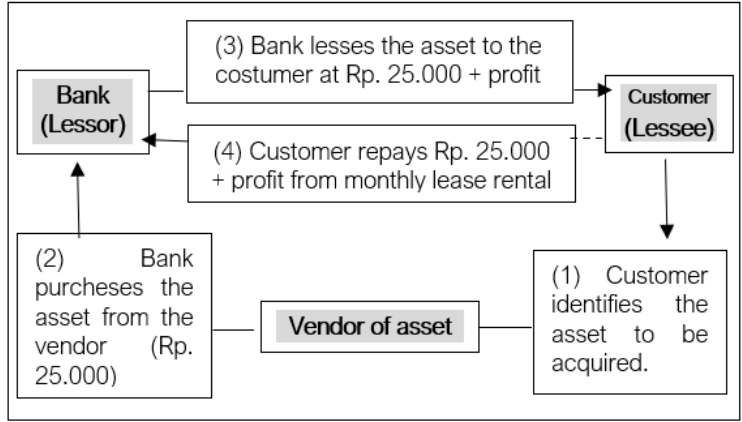 (3) Bank lesses the asset to the
costumer at Rp. 25.000 + profit
Bank
(Lessor)
Customer
(Lessee)
(4) Customer repays Rp. 25.000
+ profit from monthly lease rental
(2) Bank
purcheses the
asset from the
vendor (Rp.
25.000)
Vendor of asset
(1) Customer
identifies the
asset to be
acquired.